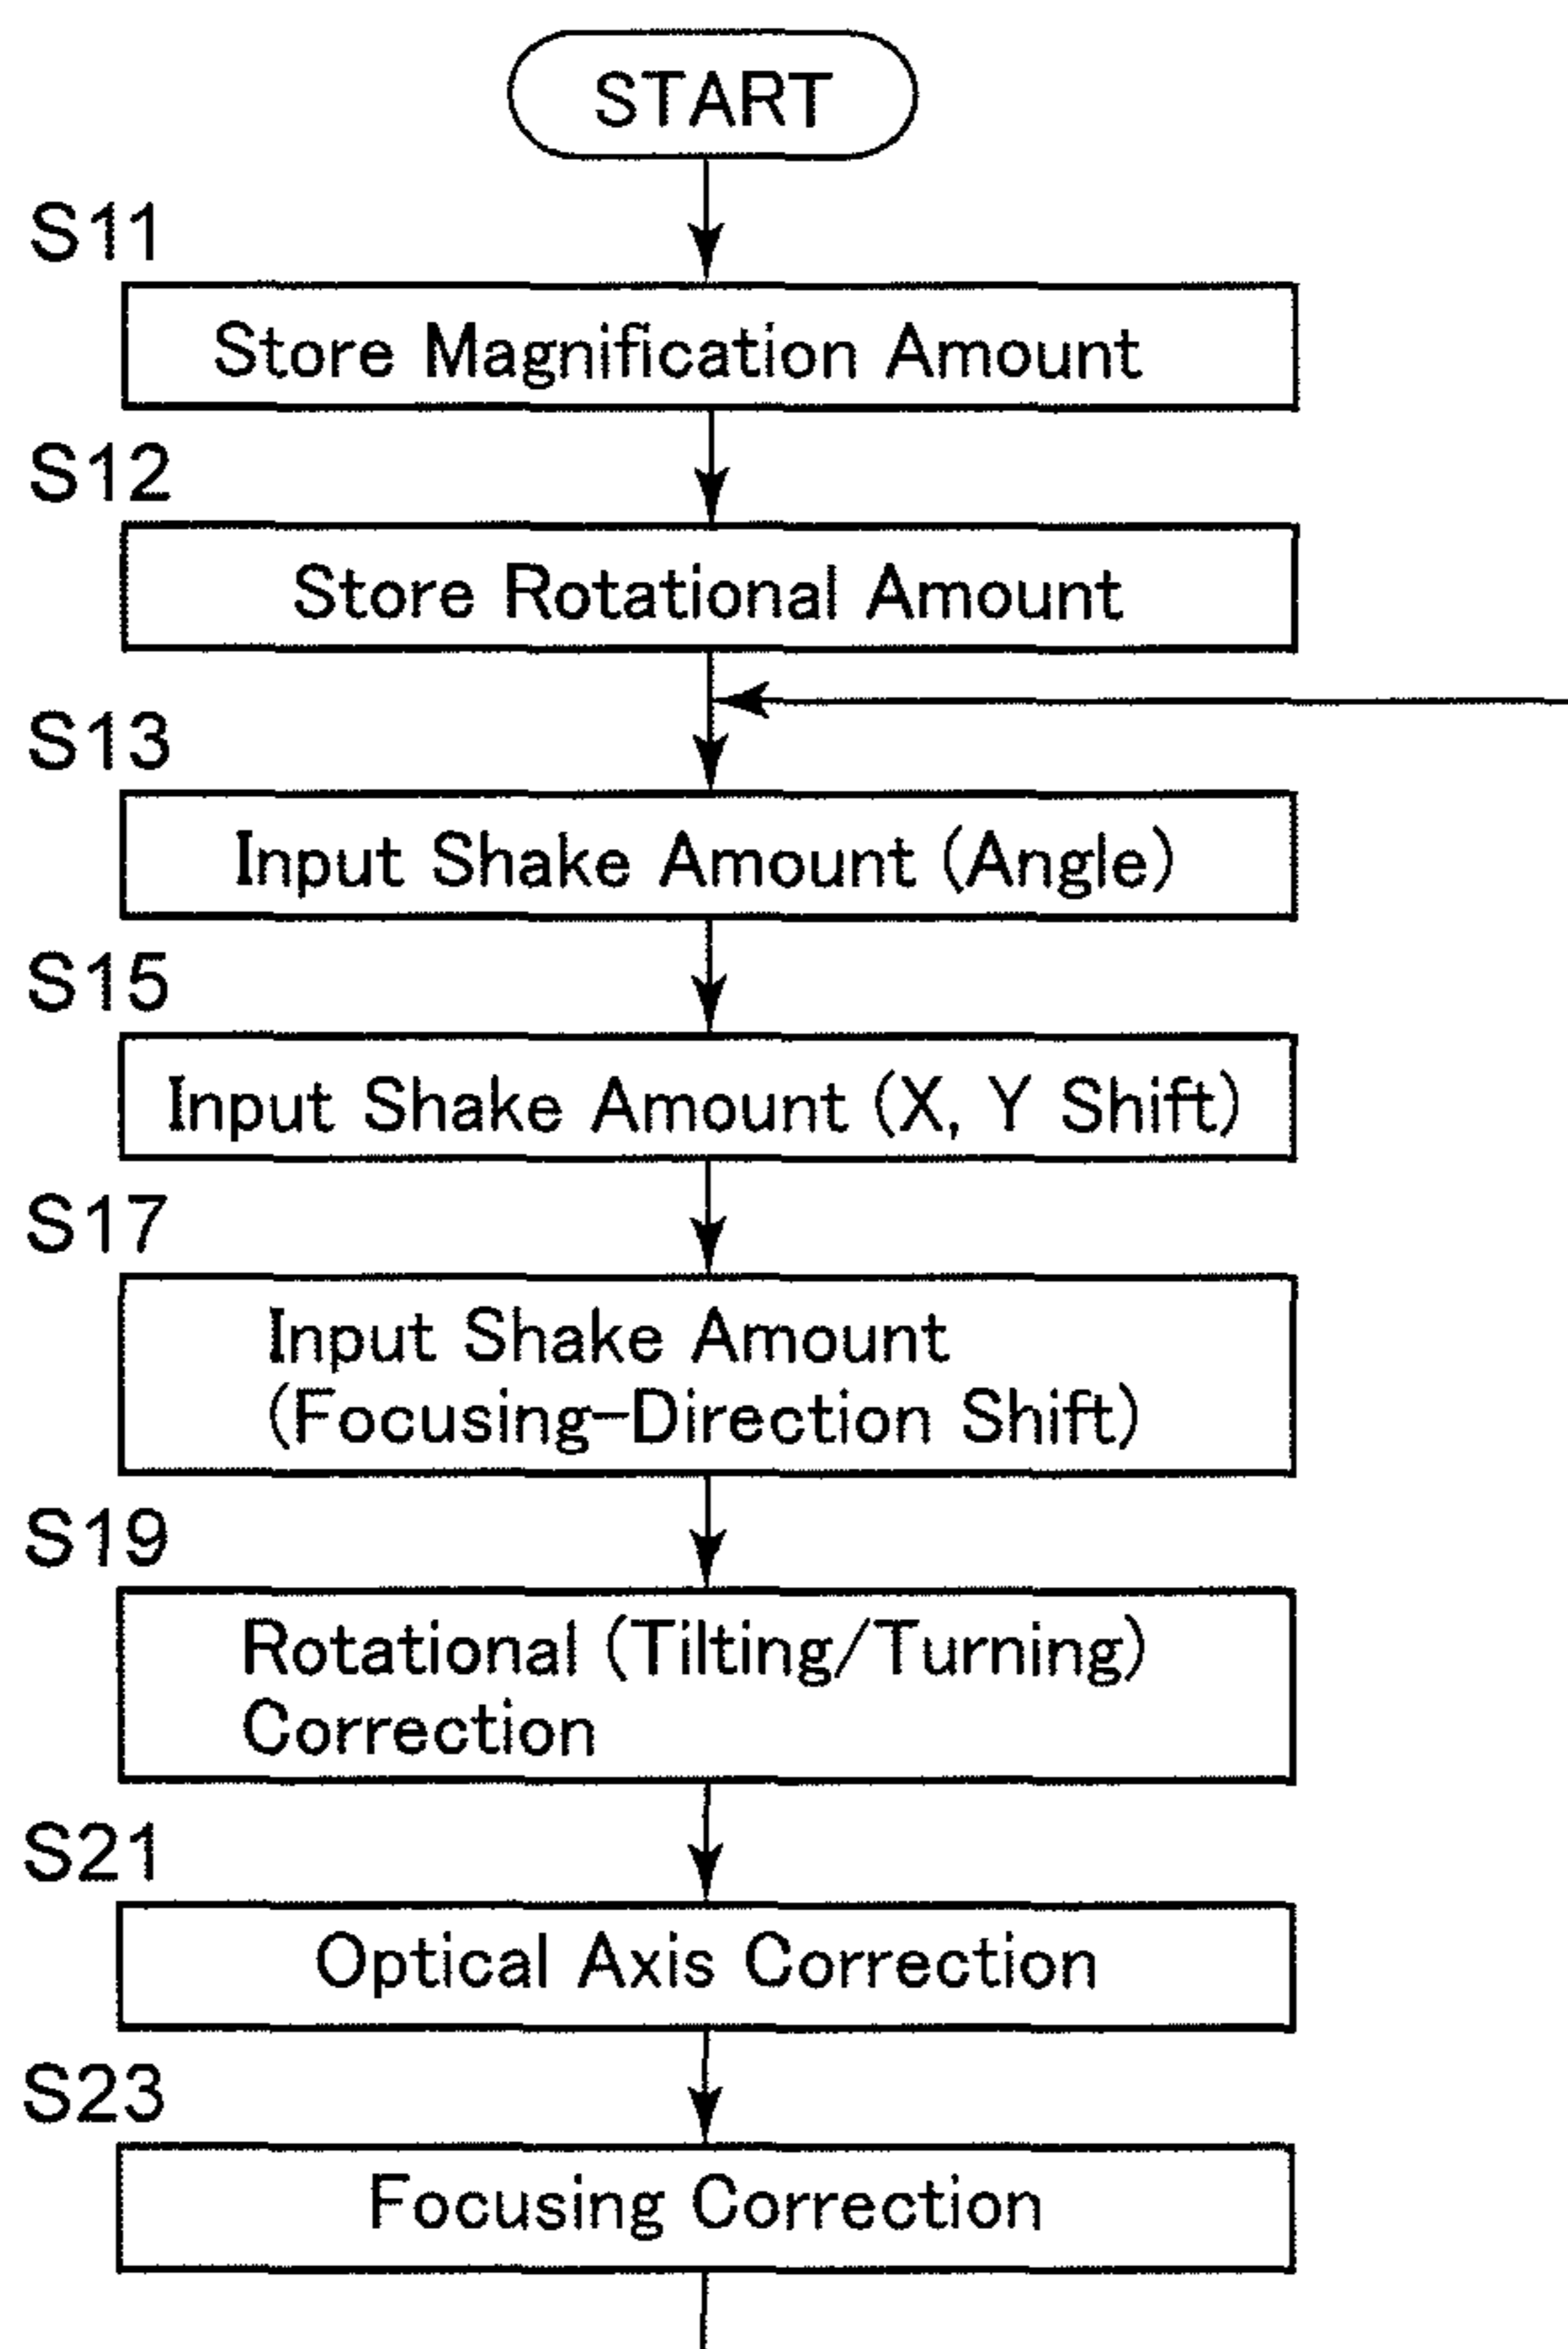 START
S11
Store Magnification Amount
S12
Store Rotational Amount
S13
Input Shake Amount (Angle)
S15
Input Shake Amount (X, Y Shift)
S17
Input Shake Amount
(Focusing-Direction Shift)
S19
Rotational (Tilting/Turning)
Correction
S21
Optical Axis Correction
S23
Focusing Correction